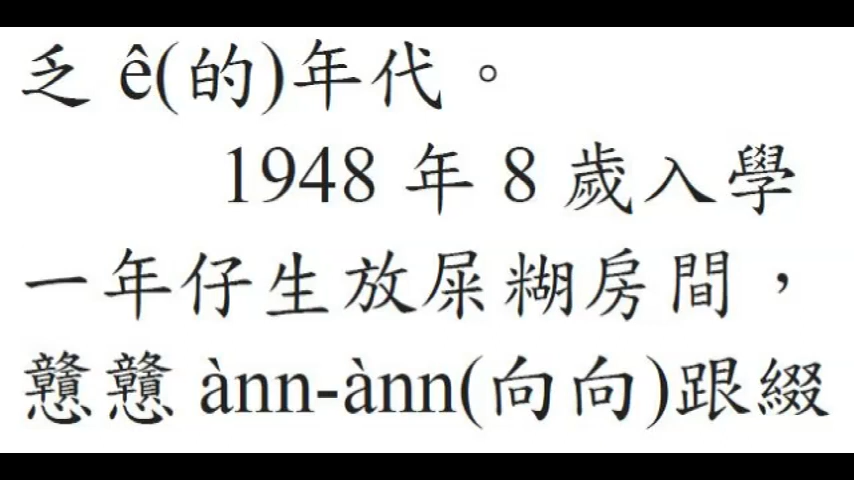 乏 ê(的)年代。
1948 年 8 歲入學
一年仔生放屎糊房間，
戇戇 ànn-ànn(向向)跟綴